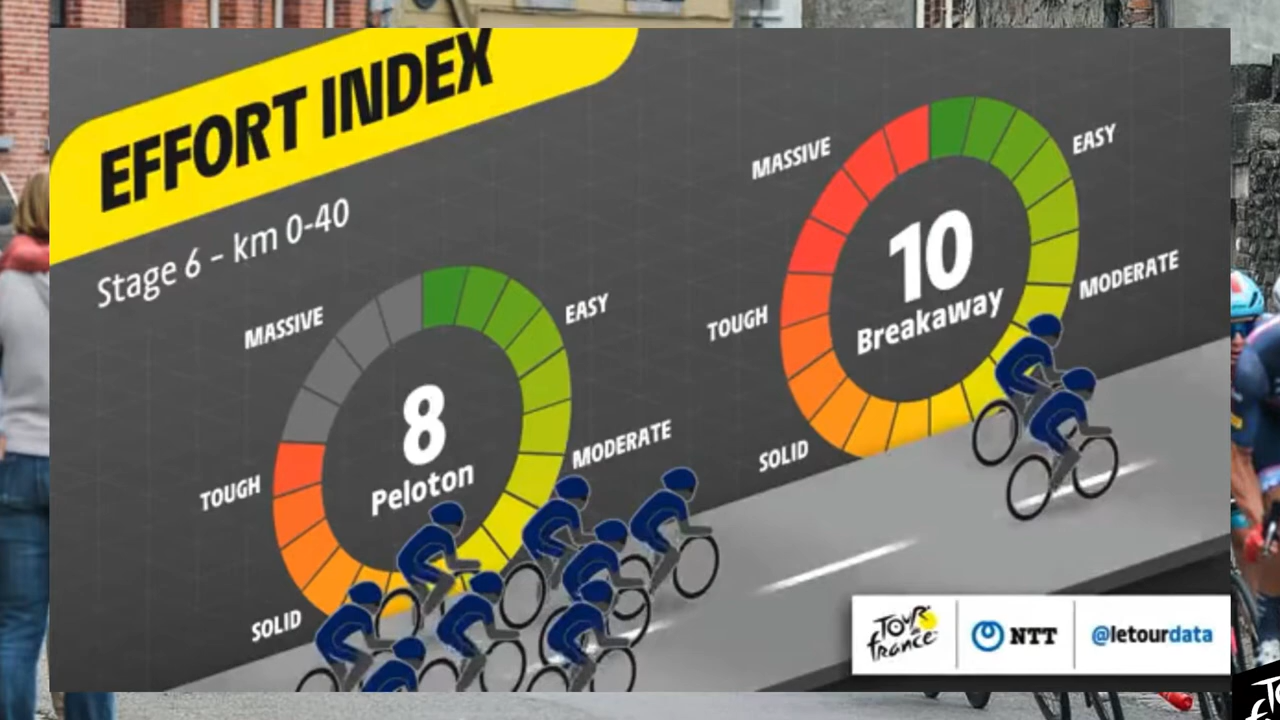 EFFORT INDEX
Stage 6 - km 0-40
MASSIVE
EASY
TOUGH
MODERATE
SOLID
8
Peloton
MASSIVE
EASY
TOUGH
MODERATE
SOLID
10
Breakaway
TOUR de france
NTT
@letourdata